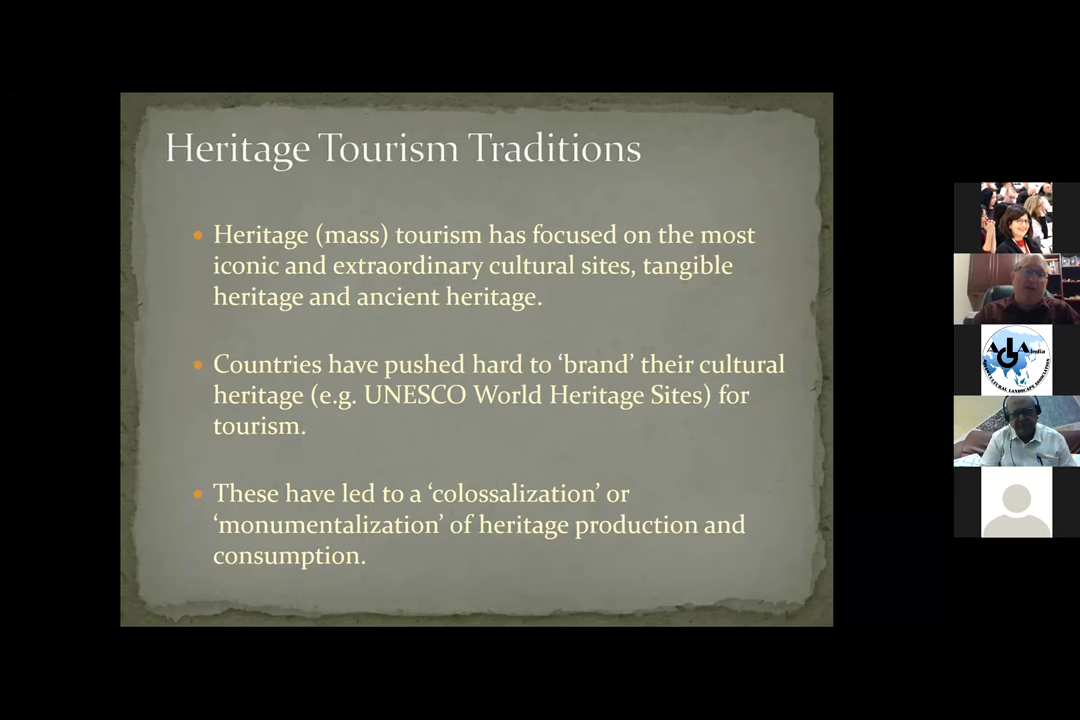 Heritage Tourism Traditions
• Heritage (mass) tourism has focused on the most
iconic and extraordinary cultural sites, tangible
heritage and ancient heritage.
• Countries have pushed hard to ‘brand’ their cultural
heritage (e.g. UNESCO World Heritage Sites) for
tourism.
• These have led to a ‘colossalization’ or
‘monumentalization’ of heritage production and
consumption.
ACLA India